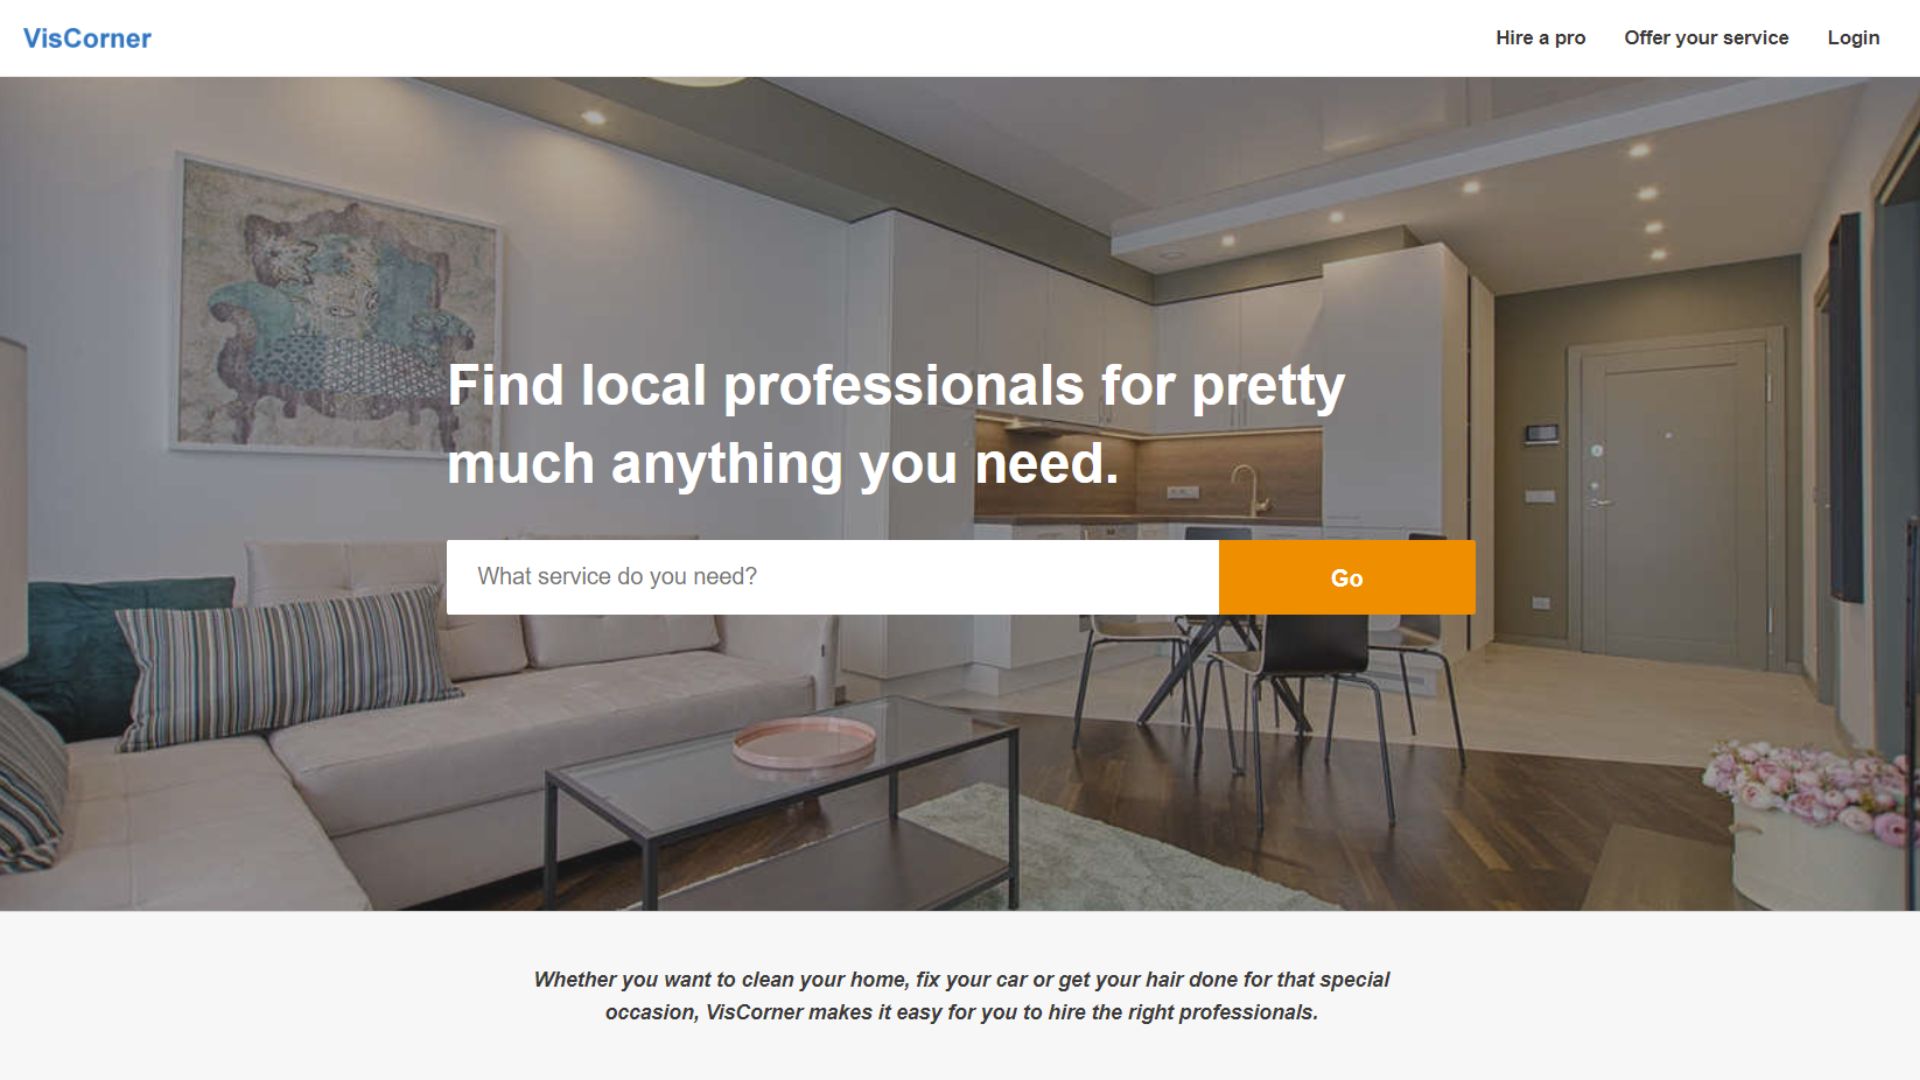 VisCorner
Hire a pro
Offer your service
Login
Find local professionals for pretty
much anything you need.
What service do you need?
Go
Whether you want to clean your home, fix your car or get your hair done for that special
occasion, VisCorner makes it easy for you to hire the right professionals.